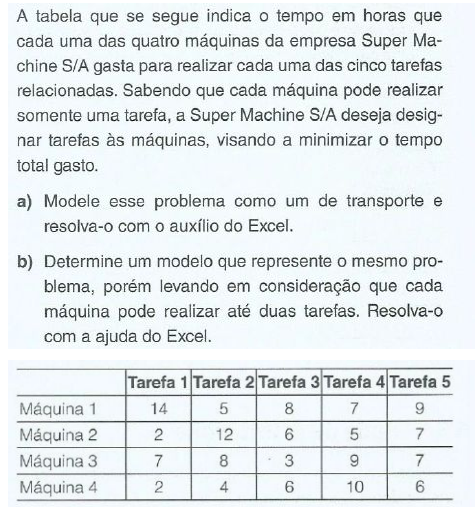 A tabela que se segue indica o tempo em horas que
cada uma das quatro máquinas da empresa Super Ma-
chine S/A gasta para realizar cada uma das cinco tarefas
relacionadas. Sabendo que cada máquina pode realizar
somente uma tarefa, a Super Machine S/A deseja desig-
nar tarefas às máquinas, visando a minimizar o tempo
total gasto.
a) Modele esse problema como um de transporte e
resolva-o com o auxílio do Excel.
b) Determine um modelo que represente o mesmo pro-
blema, porém levando em consideração que cada
máquina pode realizar até duas tarefas. Resolva-o
com a ajuda do Excel.
Tarefa 1 Tarefa 2 Tarefa 3 Tarefa 4 Tarefa 5
Máquina 1 14 5 8 7 9
Máquina 2 2 12 6 5 7
Máquina 3 7 8 3 9 7
Máquina 4 2 4 6 10 6